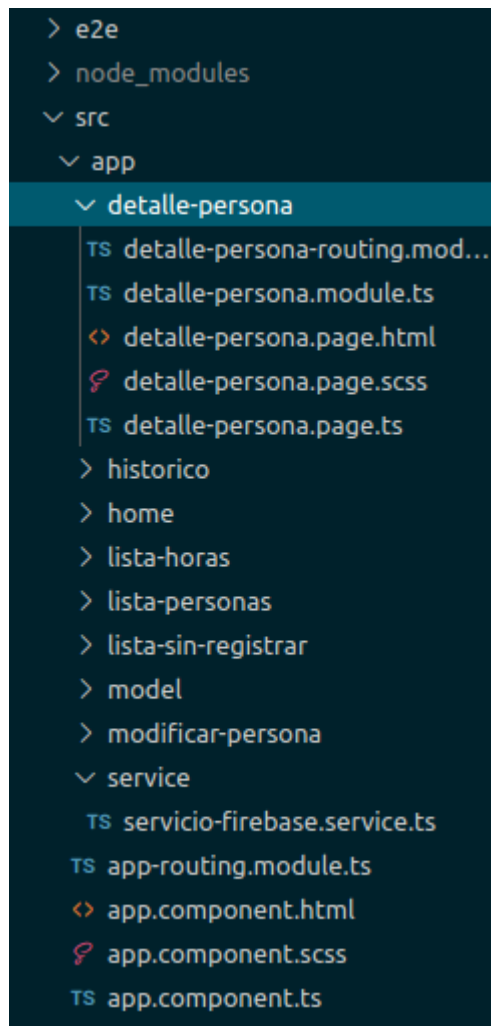 e2e
node_modules
src
app
detalle-persona
TS detalle-persona-routing.mod...
TS detalle-persona.module.ts
<> detalle-persona.page.html
detalle-persona.page.scss
TS detalle-persona.page.ts
historico
home
lista-horas
lista-personas
lista-sin-registrar
model
modificar-persona
service
TS servicio-firebase.service.ts
TS app-routing.module.ts
<> app.component.html
app.component.scss
TS app.component.ts